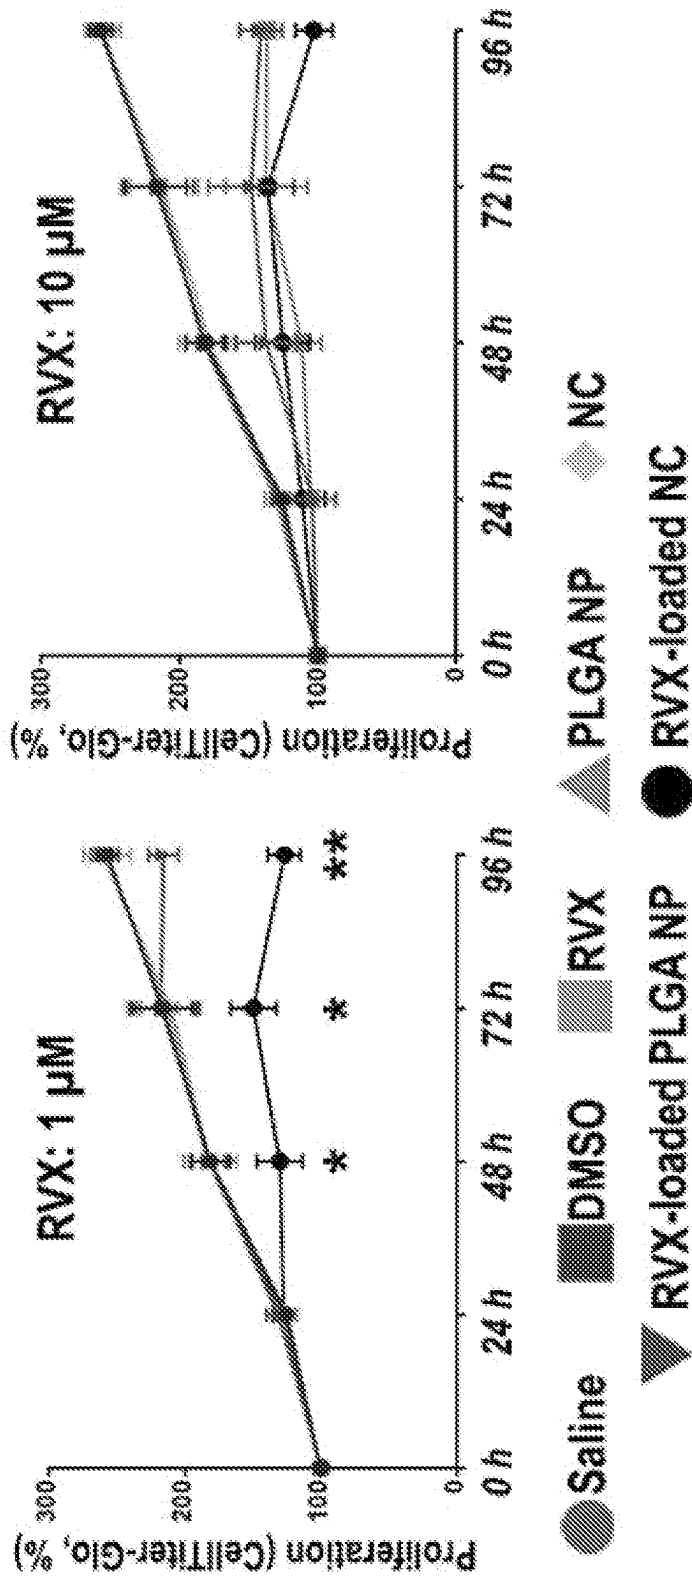 RVX: 1 μM
Proliferation (CellTiter-Glo, %)
300
200
100
0
0 h 24 h 48 h 72 h 96 h
* * **
RVX: 10 μM
Proliferation (CellTiter-Glo, %)
300
200
100
0
0 h 24 h 48 h 72 h 96 h
Saline DMSO RVX PLGA NP NC
RVX-loaded PLGA NP RVX-loaded NC